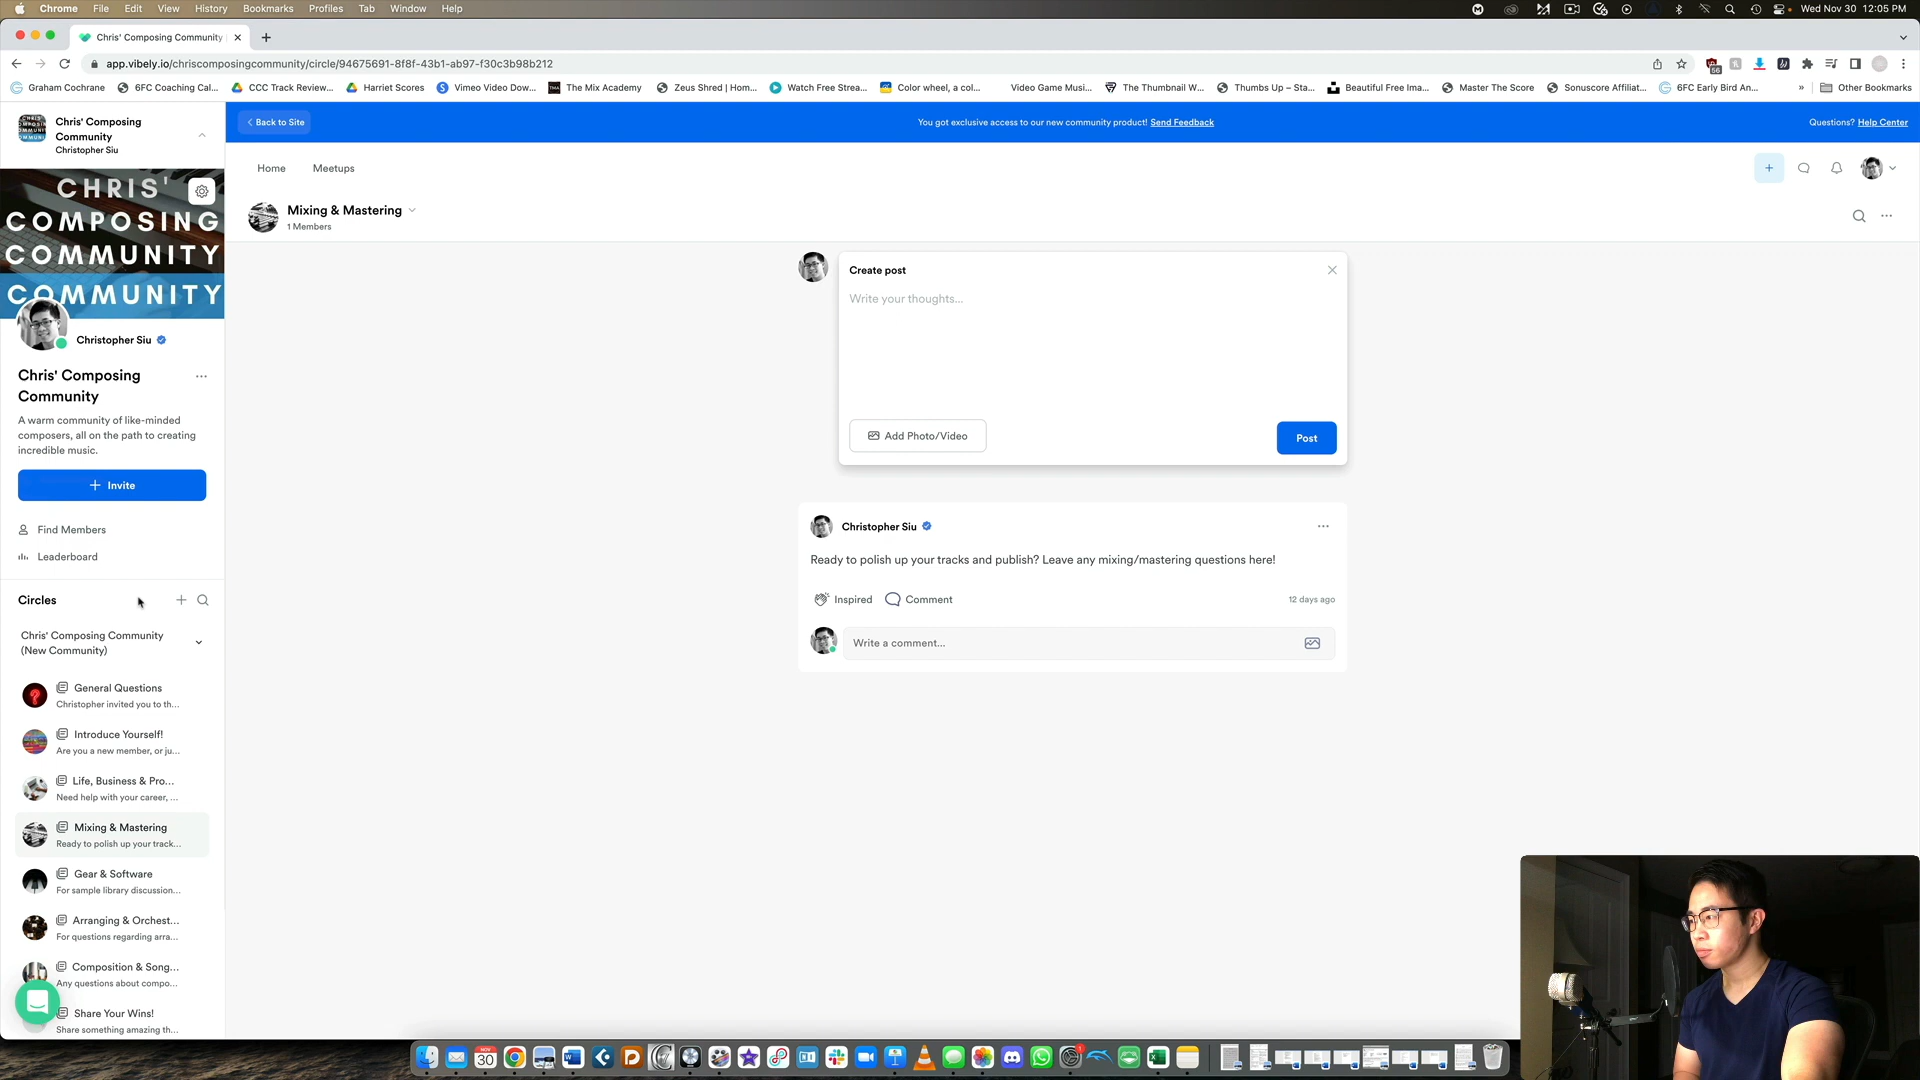 Chrome File Edit View History Bookmarks Profiles Tab Window Help Wed Nov 30 12:05 PM
Chris' Composing Community
app.vibely.io/chriscomposingcommunity/circle/94675691-8f8f-43b1-ab97-f30c3b98b212
56
Graham Cochrane 6FC Coaching Cal... CCC Track Review... Harriet Scores Vimeo Video Dow... The Mix Academy Zeus Shred | Hom... Watch Free Strea... Color wheel, a col... Video Game Musi... The Thumbnail W... Thumbs Up – Sta... Beautiful Free Ima... Master The Score Sonuscore Affiliat... 6FC Early Bird An... » Other Bookmarks
Chris' Composing
Community
Christopher Siu
Back to Site
You got exclusive access to our new community product! Send Feedback
Questions? Help Center
CHRIS'
COMPOSING
COMMUNITY
COMMUNITY
Home Meetups
Mixing & Mastering
1 Members
Christopher Siu
Chris' Composing
Community
A warm community of like-minded
composers, all on the path to creating
incredible music.
Invite
Find Members
Leaderboard
Circles
Chris' Composing Community
(New Community)
General Questions
Christopher invited you to th...
Introduce Yourself!
Are you a new member, or ju...
Life, Business & Pro...
Need help with your career, ...
Mixing & Mastering
Ready to polish up your track...
Gear & Software
For sample library discussion...
Arranging & Orchest...
For questions regarding arra...
Composition & Song...
Any questions about compo...
Share Your Wins!
Share something amazing th...
Create post
Write your thoughts...
Add Photo/Video
Post
Christopher Siu
Ready to polish up your tracks and publish? Leave any mixing/mastering questions here!
Inspired Comment 12 days ago
Write a comment...
NOV
30
1